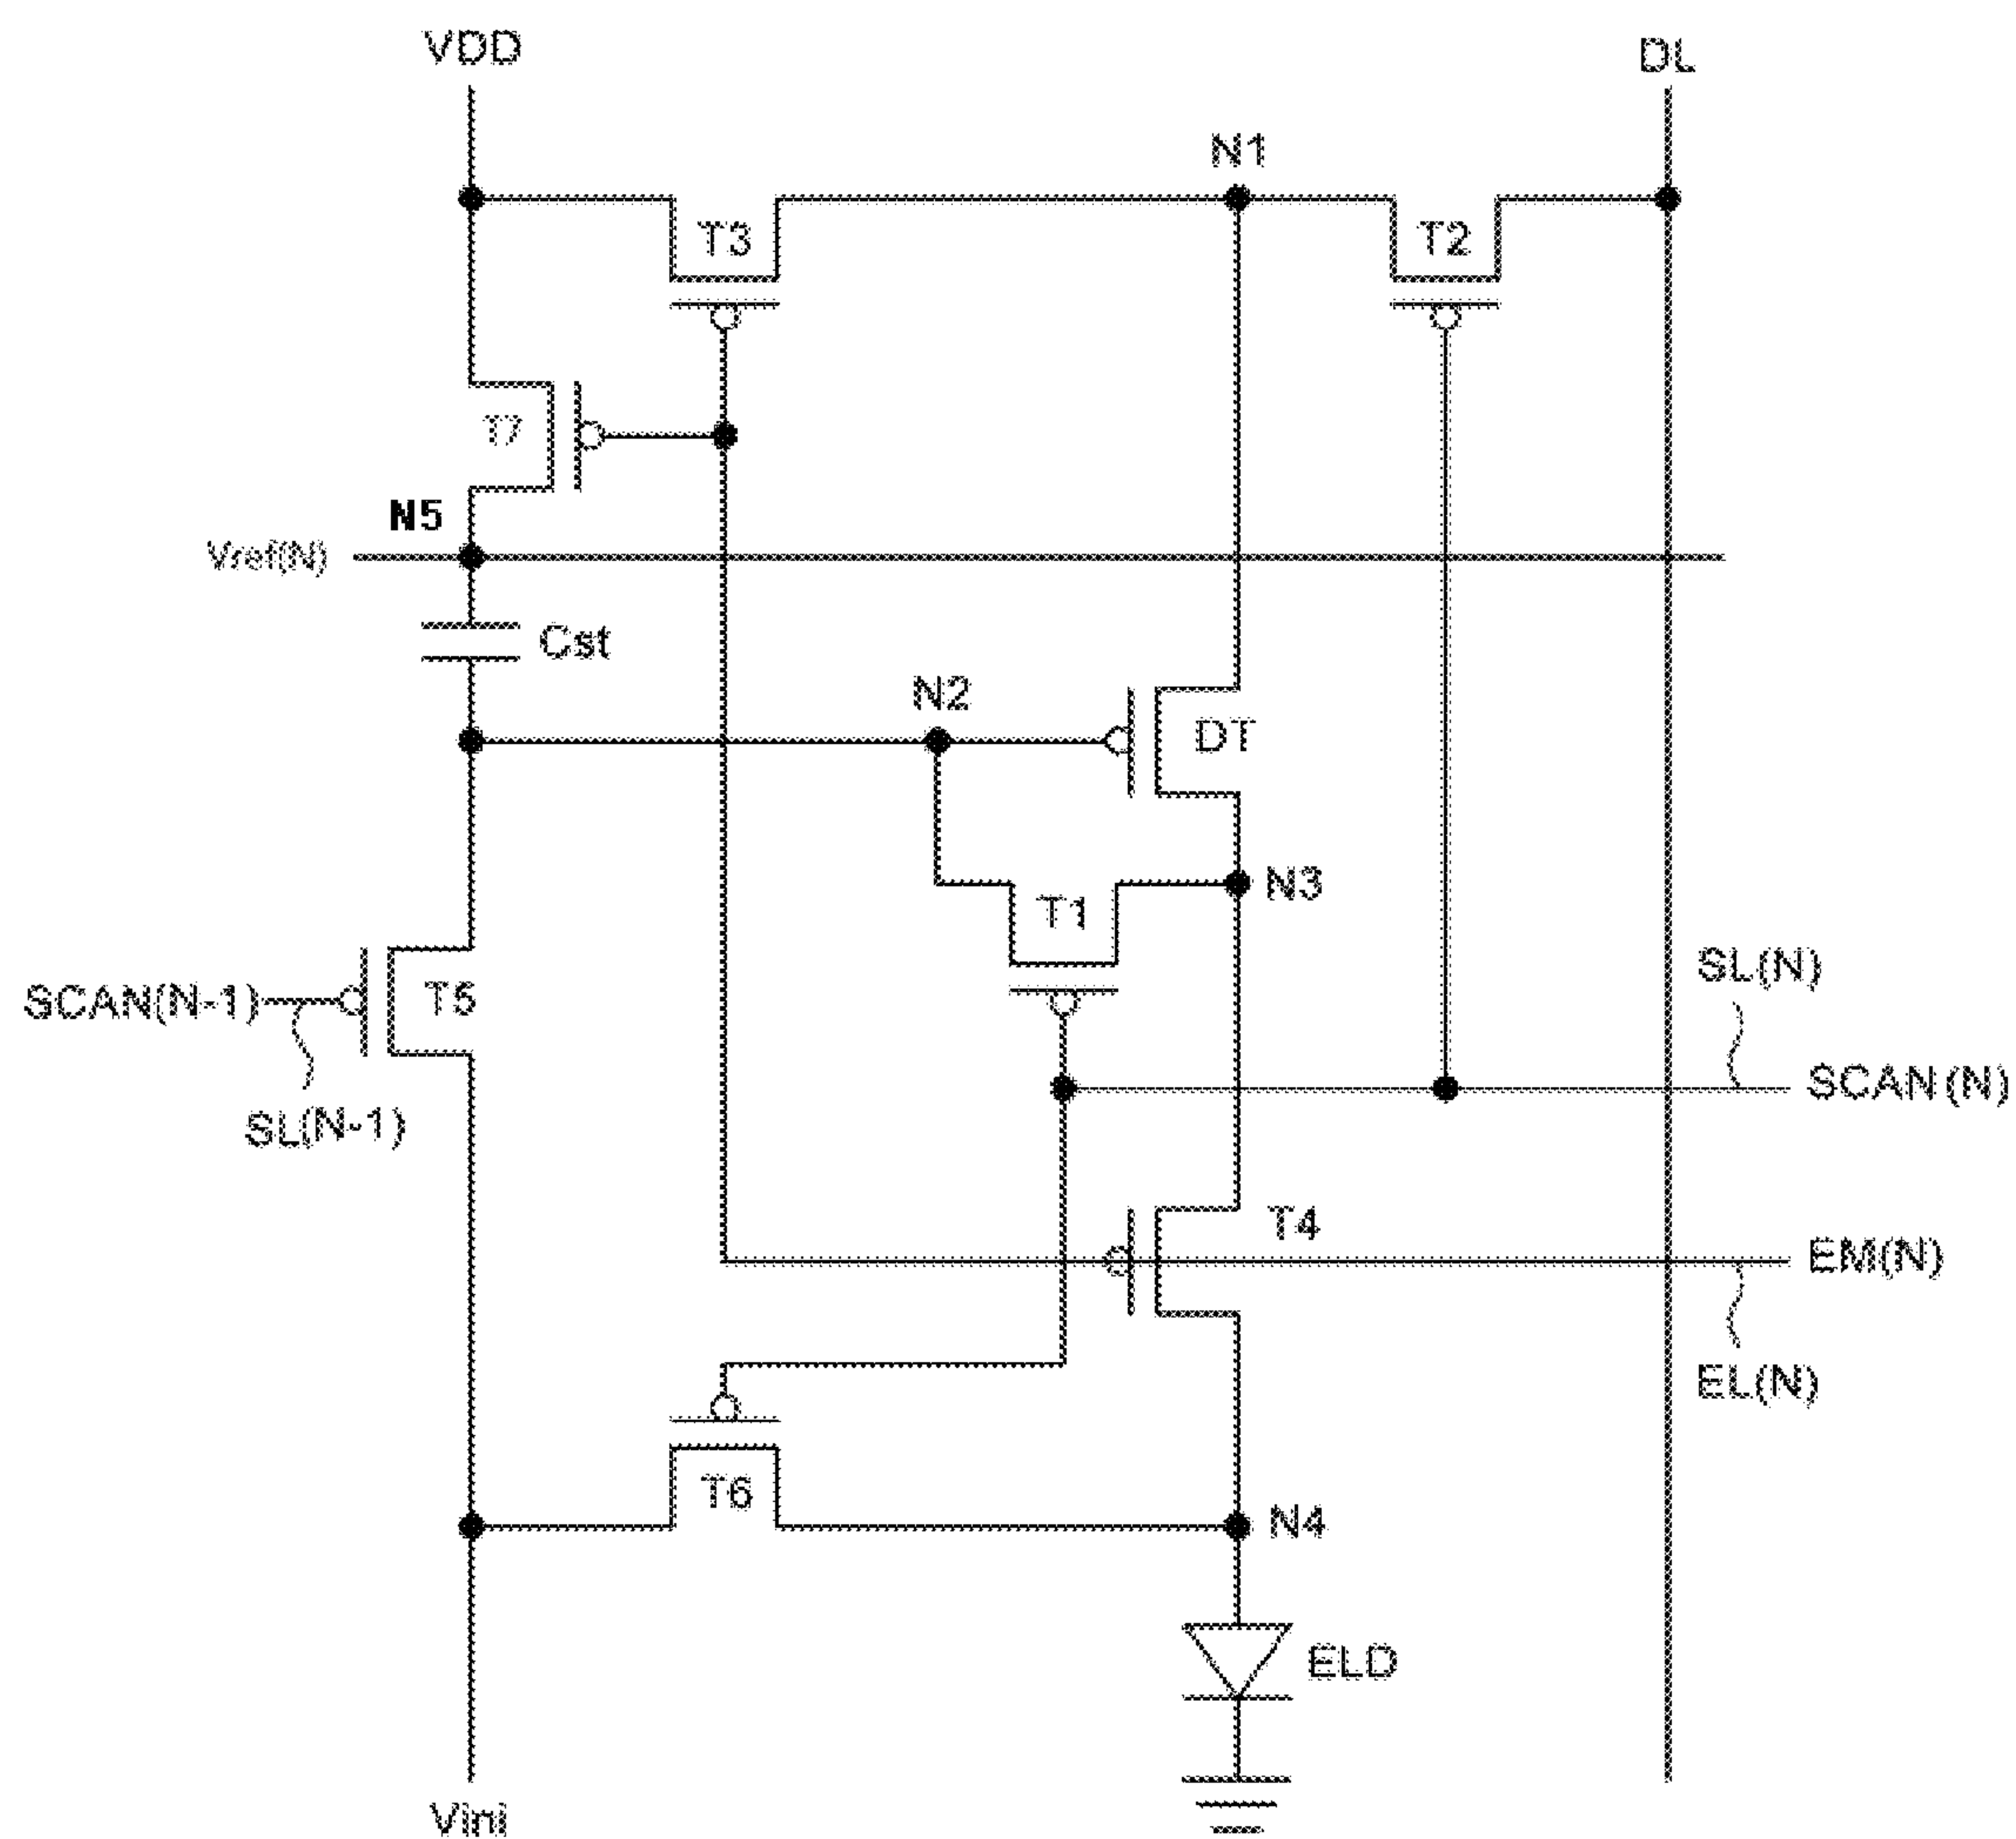 VDD
DL
N1
T3
T2
T7
N5
Vref(N)
Cst
N2
DT
N3
T1
SCAN(N-1)
T5
SL(N)
SL(N-1)
SCAN(N)
T4
EM(N)
EL(N)
T6
N4
ELD
Vini